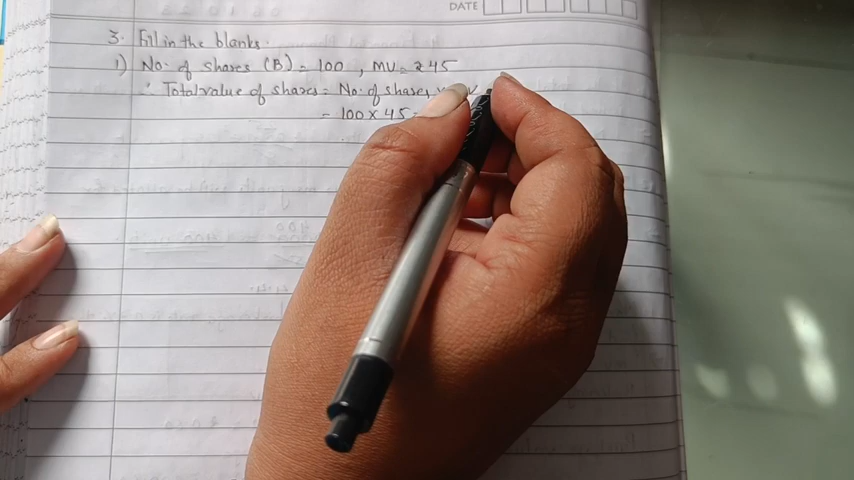 DATE
3. Fill in the blanks.
1) No. of shares (B) = 100 , MV = ₹ 45
∴ Total value of shares = No. of shares
= 100 × 45 =